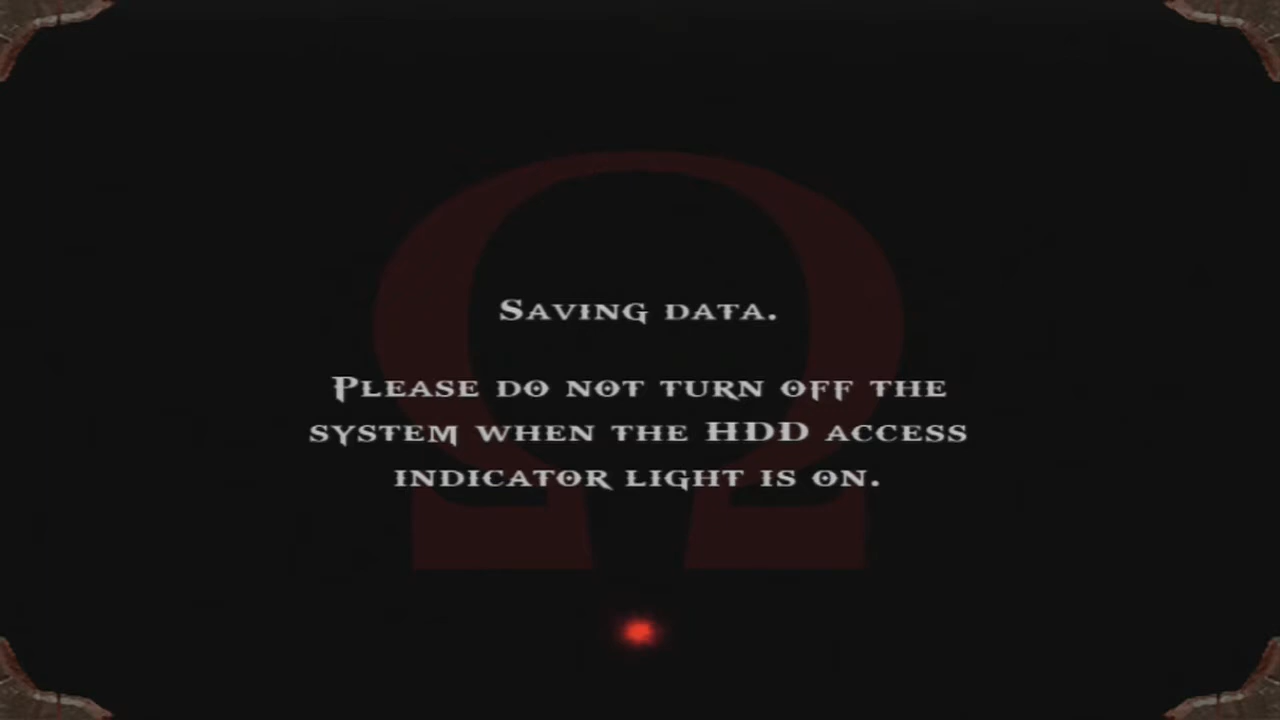 Saving data.
Please do not turn off the
system when the HDD access
indicator light is on.